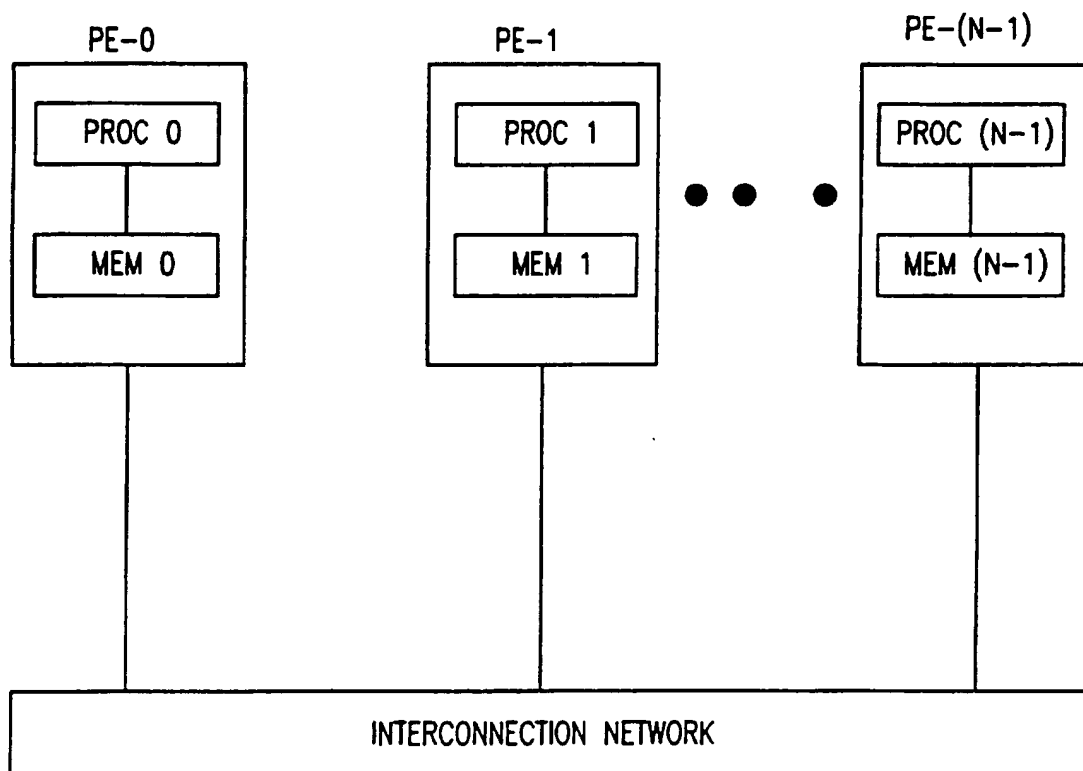 PE-0
PE-1
PE-(N-1)
PROC 0
PROC 1
PROC (N-1)
MEM 0
MEM 1
MEM (N-1)
INTERCONNECTION NETWORK